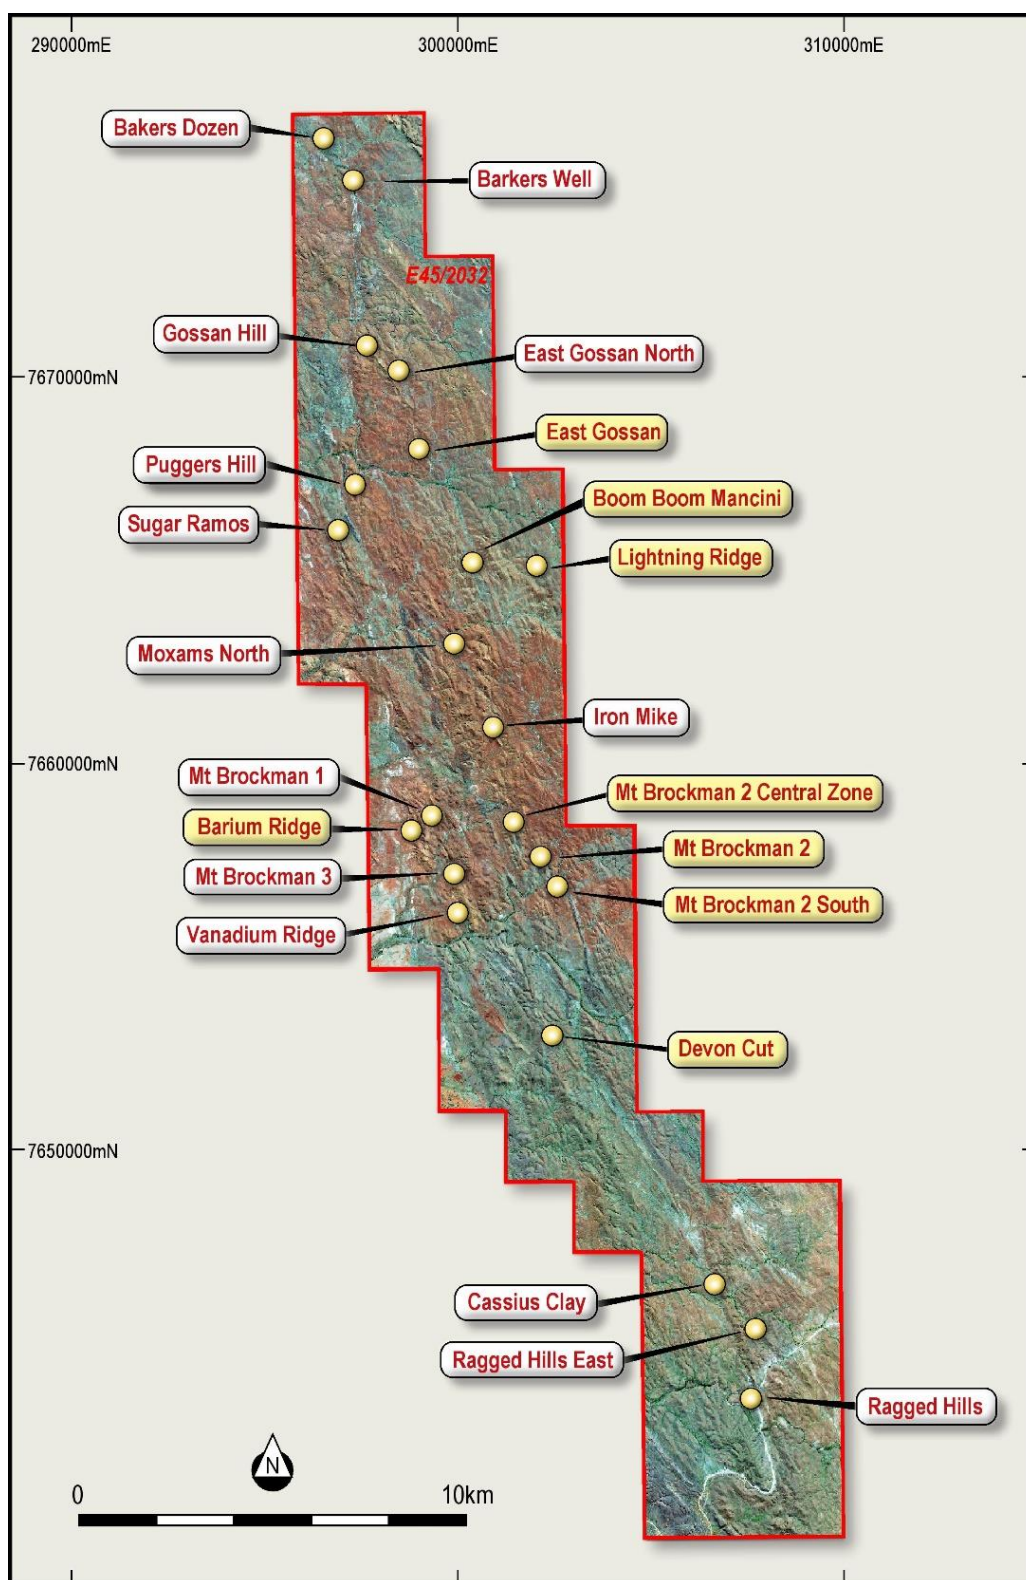 290000mE
300000mE
310000mE
Bakers Dozen
Barkers Well
E45/2032
Gossan Hill
East Gossan North
7670000mN
East Gossan
Puggers Hill
Boom Boom Mancini
Sugar Ramos
Lightning Ridge
Moxams North
Iron Mike
7660000mN
Mt Brockman 1
Mt Brockman 2 Central Zone
Barium Ridge
Mt Brockman 2
Mt Brockman 3
Mt Brockman 2 South
Vanadium Ridge
Devon Cut
7650000mN
Cassius Clay
Ragged Hills East
Ragged Hills
N
0
10km